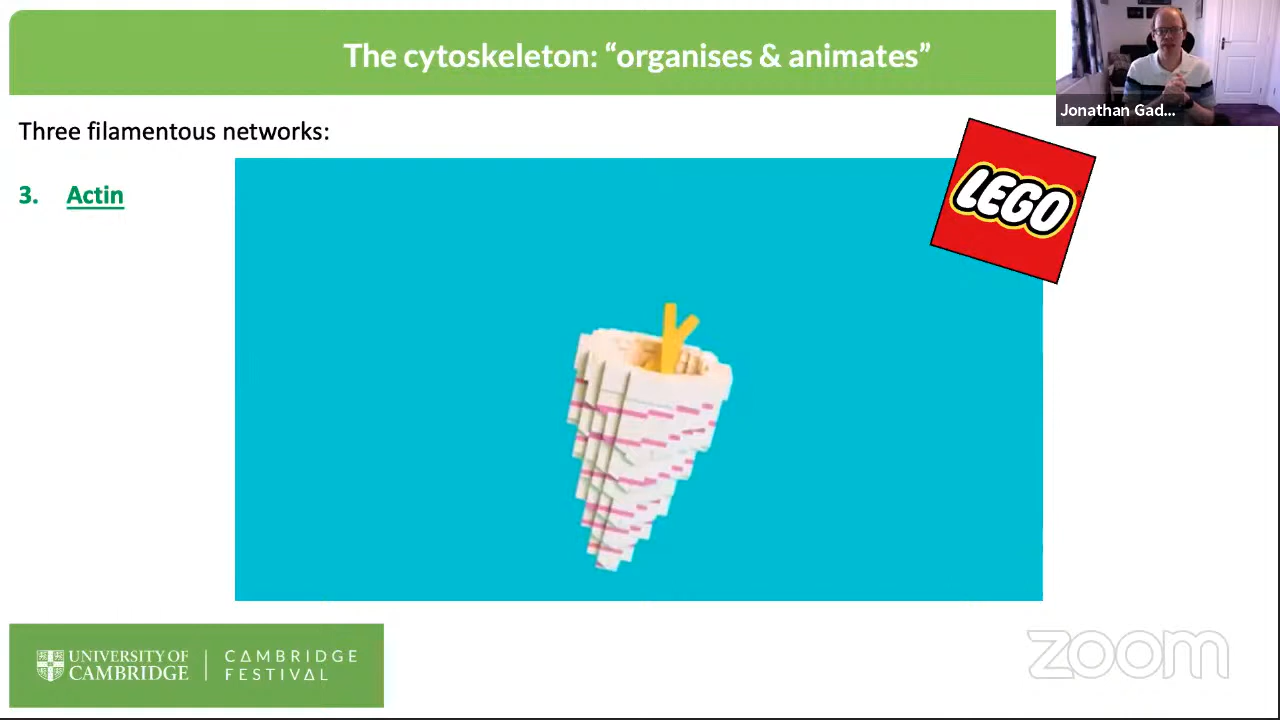 The cytoskeleton: “organises & animates”
Jonathan Gad...
Three filamentous networks:
3. Actin
LEGO
UNIVERSITY OF
CAMBRIDGE
CAMBRIDGE
FESTIVAL
zoom